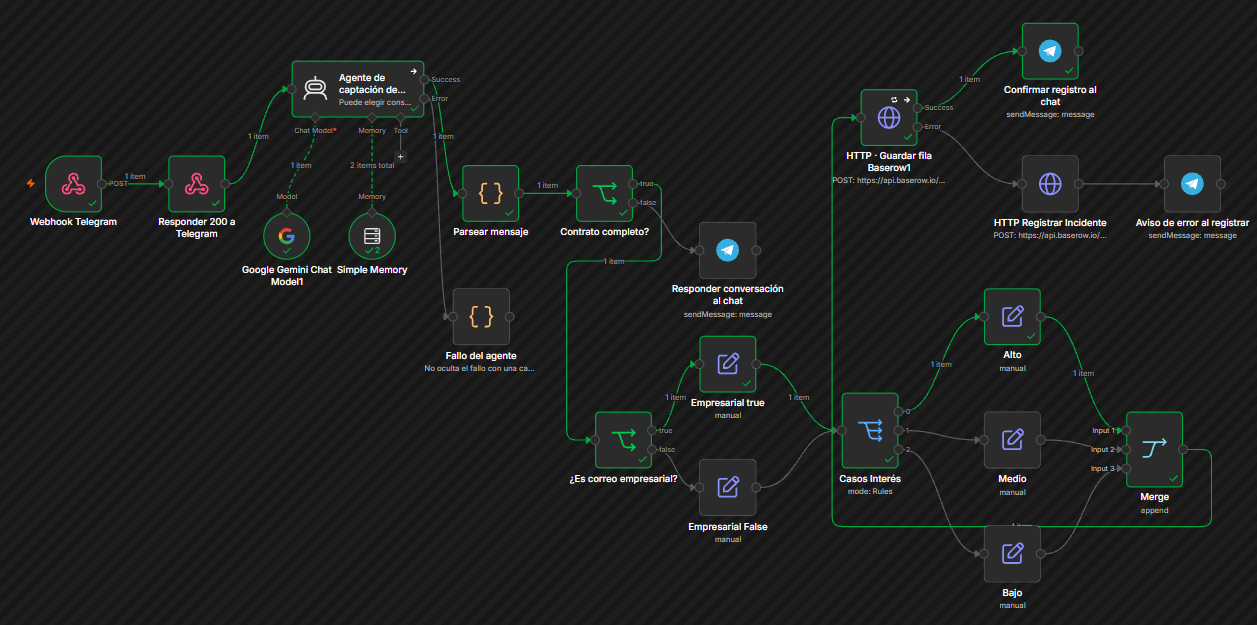 Confirmar registro al
chat
sendMessage: message
1 item
Success
Error
HTTP · Guardar fila
Baserow1
POST: https://api.baserow.io/...
HTTP Registrar Incidente
POST: https://api.baserow.io/...
Aviso de error al registrar
sendMessage: message
Agente de
captación de...
Puede elegir cons...
Success
Error
Chat Model*
Memory
Tool
+
1 item
1 item
1 item
2 items total
Model
Memory
Webhook Telegram
POST
1 item
Responder 200 a
Telegram
Google Gemini Chat
Model1
2
Simple Memory
{}
Parsear mensaje
1 item
true
false
Contrato completo?
1 item
Responder conversación
al chat
sendMessage: message
{}
Fallo del agente
No oculta el fallo con una ca...
Empresarial true
manual
1 item
1 item
true
false
¿Es correo empresarial?
Empresarial False
manual
0
1
2
Casos Interés
mode: Rules
1 item
Alto
manual
1 item
Medio
manual
Bajo
manual
Input 1
Input 2
Input 3
Merge
append